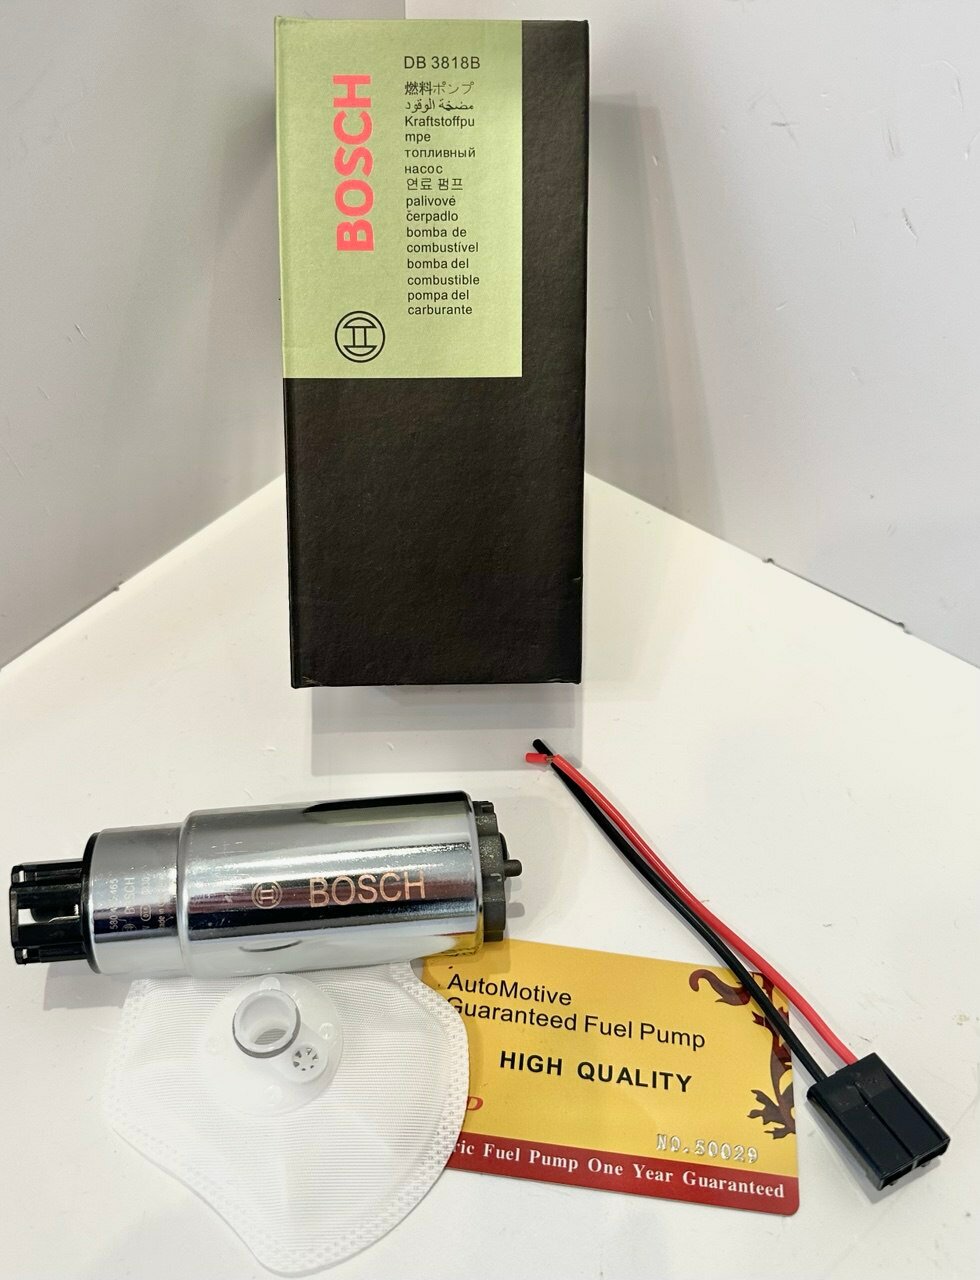 BOSCH
DB 3818B
燃料ポンプ
مضخة الوقود
Kraftstoffpu
mpe
топливный
насос
연료 펌프
palivové
čerpadlo
bomba de
combustível
bomba del
combustible
pompa del
carburante
BOSCH
BOSCH
AutoMotive
Guaranteed Fuel Pump
HIGH QUALITY
NO.50029
ric Fuel Pump One Year Guaranteed